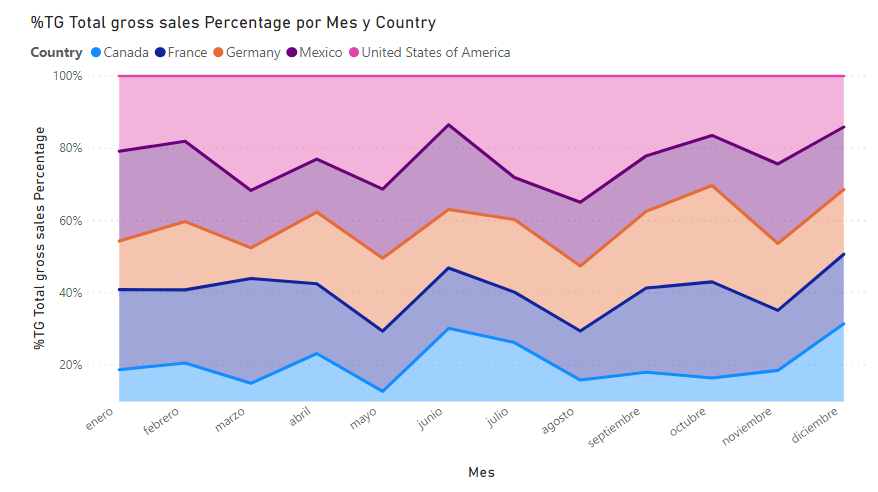 %TG Total gross sales Percentage por Mes y Country
Country Canada France Germany Mexico United States of America
%TG Total gross sales Percentage
100%
80%
60%
40%
20%
enero febrero marzo abril mayo junio julio agosto septiembre octubre noviembre diciembre
Mes